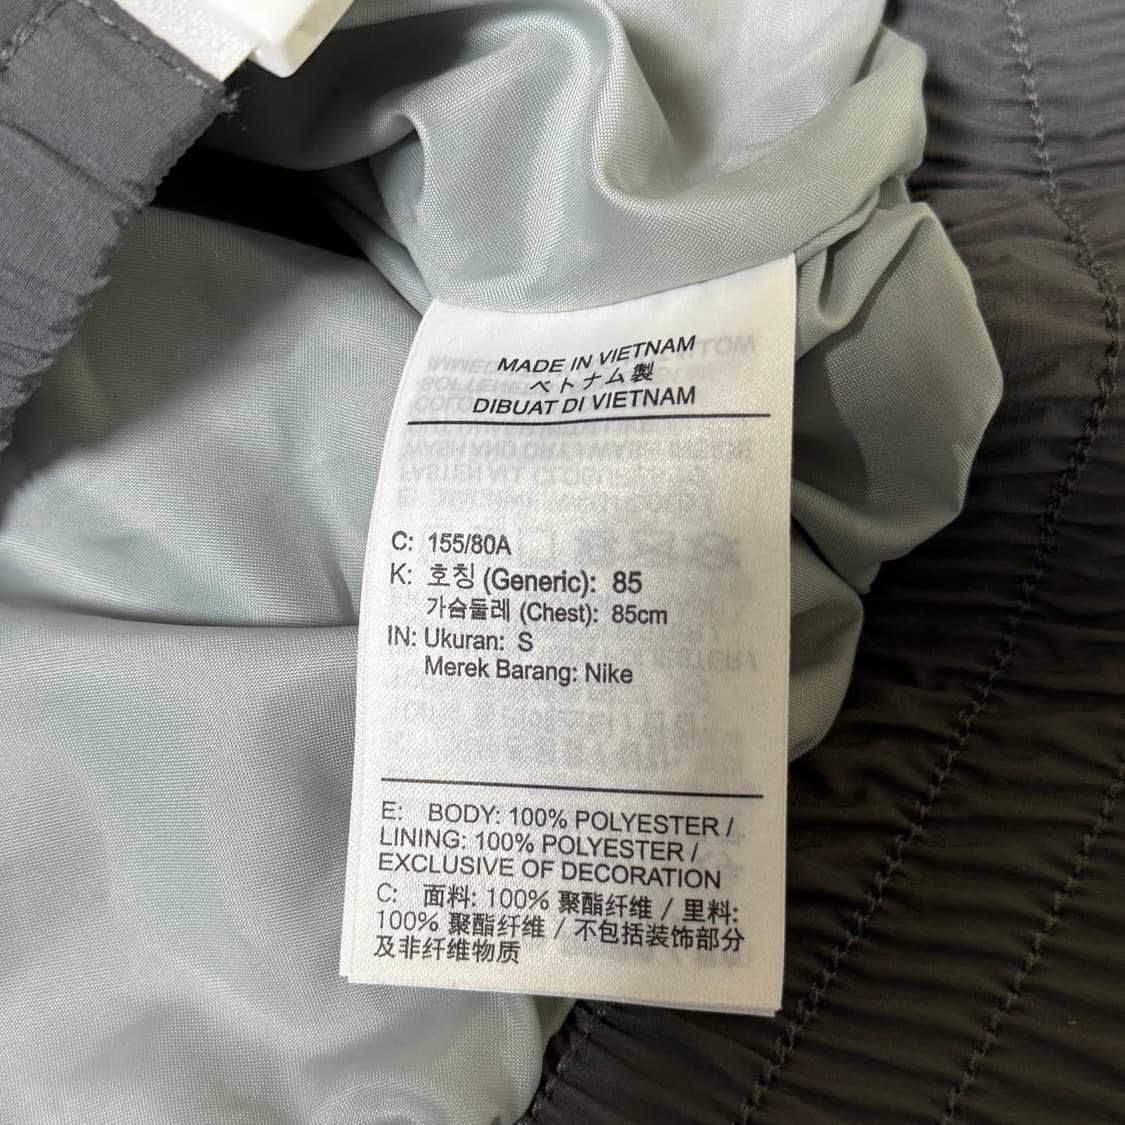 MADE IN VIETNAM
ベトナム製
DIBUAT DI VIETNAM
C: 155/80A
K: 호칭 (Generic): 85
가슴둘레 (Chest): 85cm
IN: Ukuran: S
Merek Barang: Nike
E: BODY: 100% POLYESTER /
LINING: 100% POLYESTER /
EXCLUSIVE OF DECORATION
C: 面料: 100% 聚酯纤维 / 里料:
100% 聚酯纤维 / 不包括装饰部分
及非纤维物质